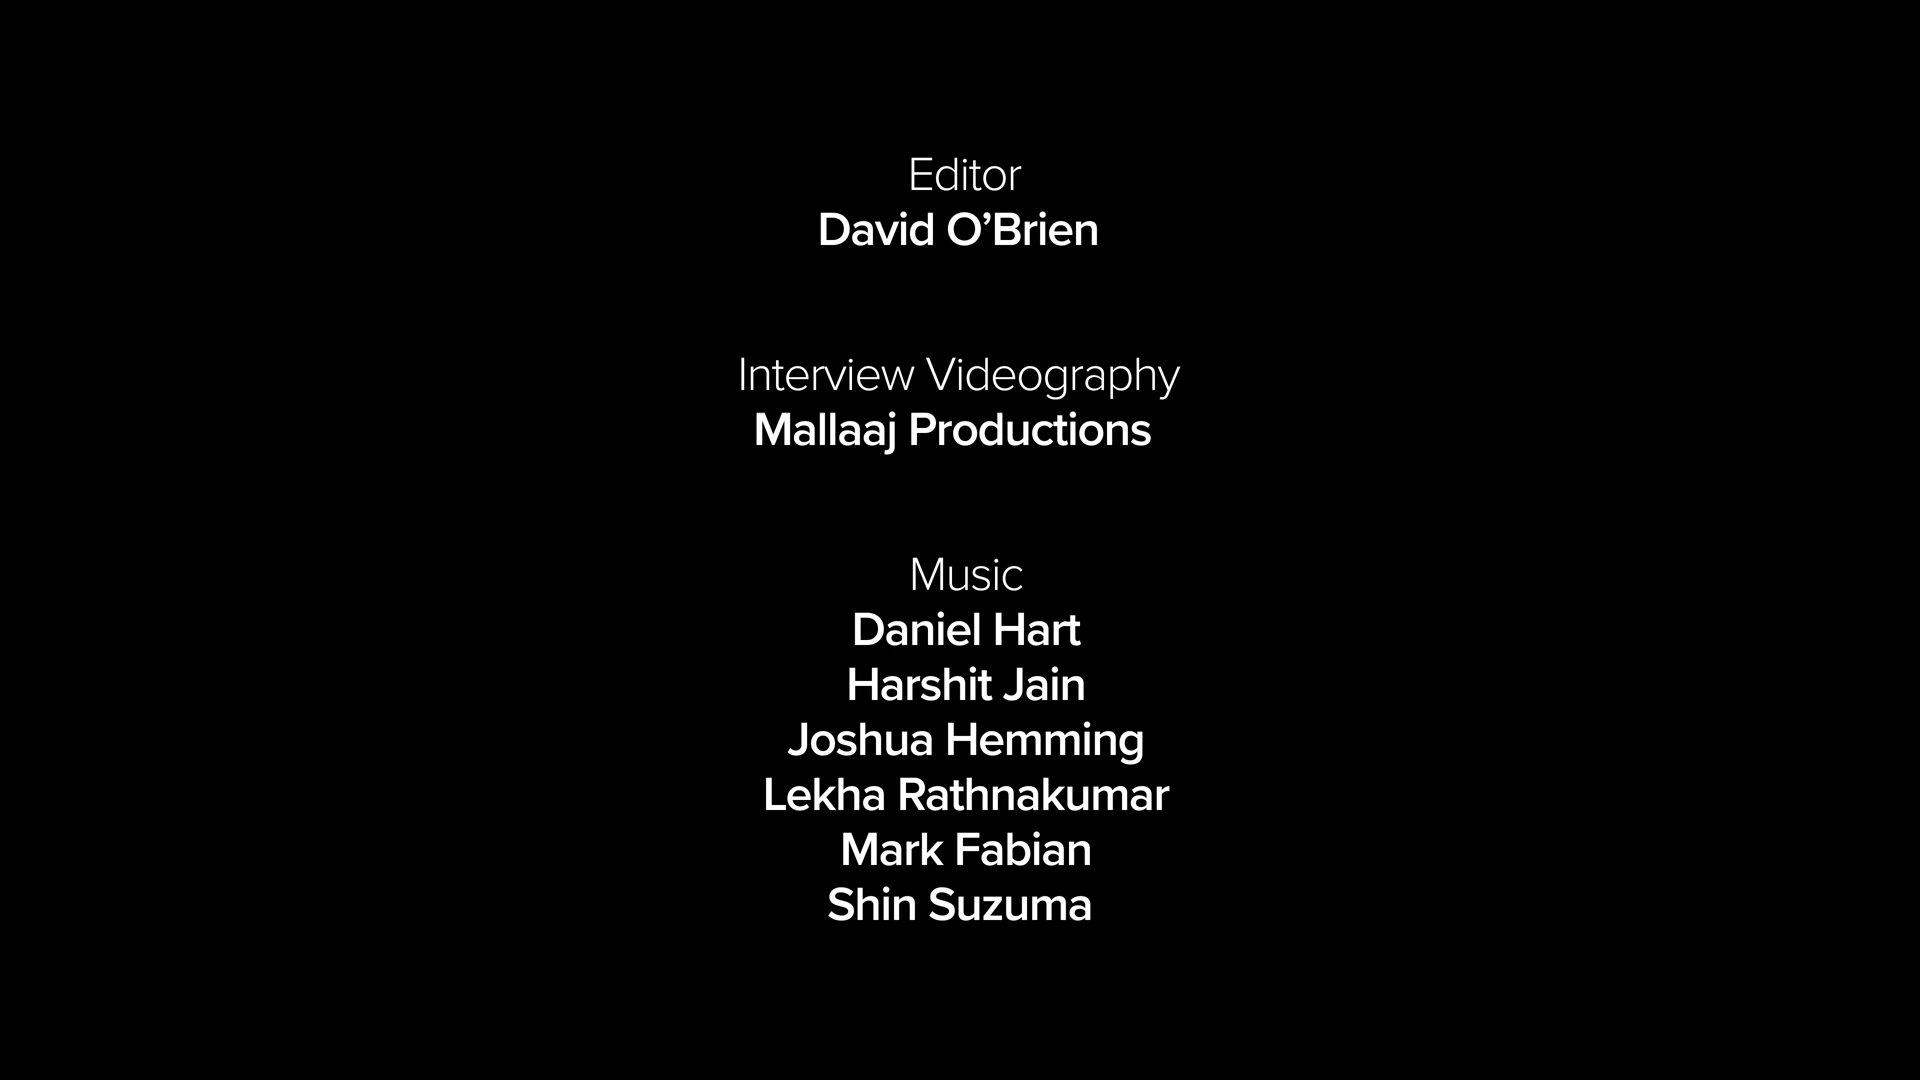 Editor
David O’Brien
Interview Videography
Mallaaj Productions
Music
Daniel Hart
Harshit Jain
Joshua Hemming
Lekha Rathnakumar
Mark Fabian
Shin Suzuma